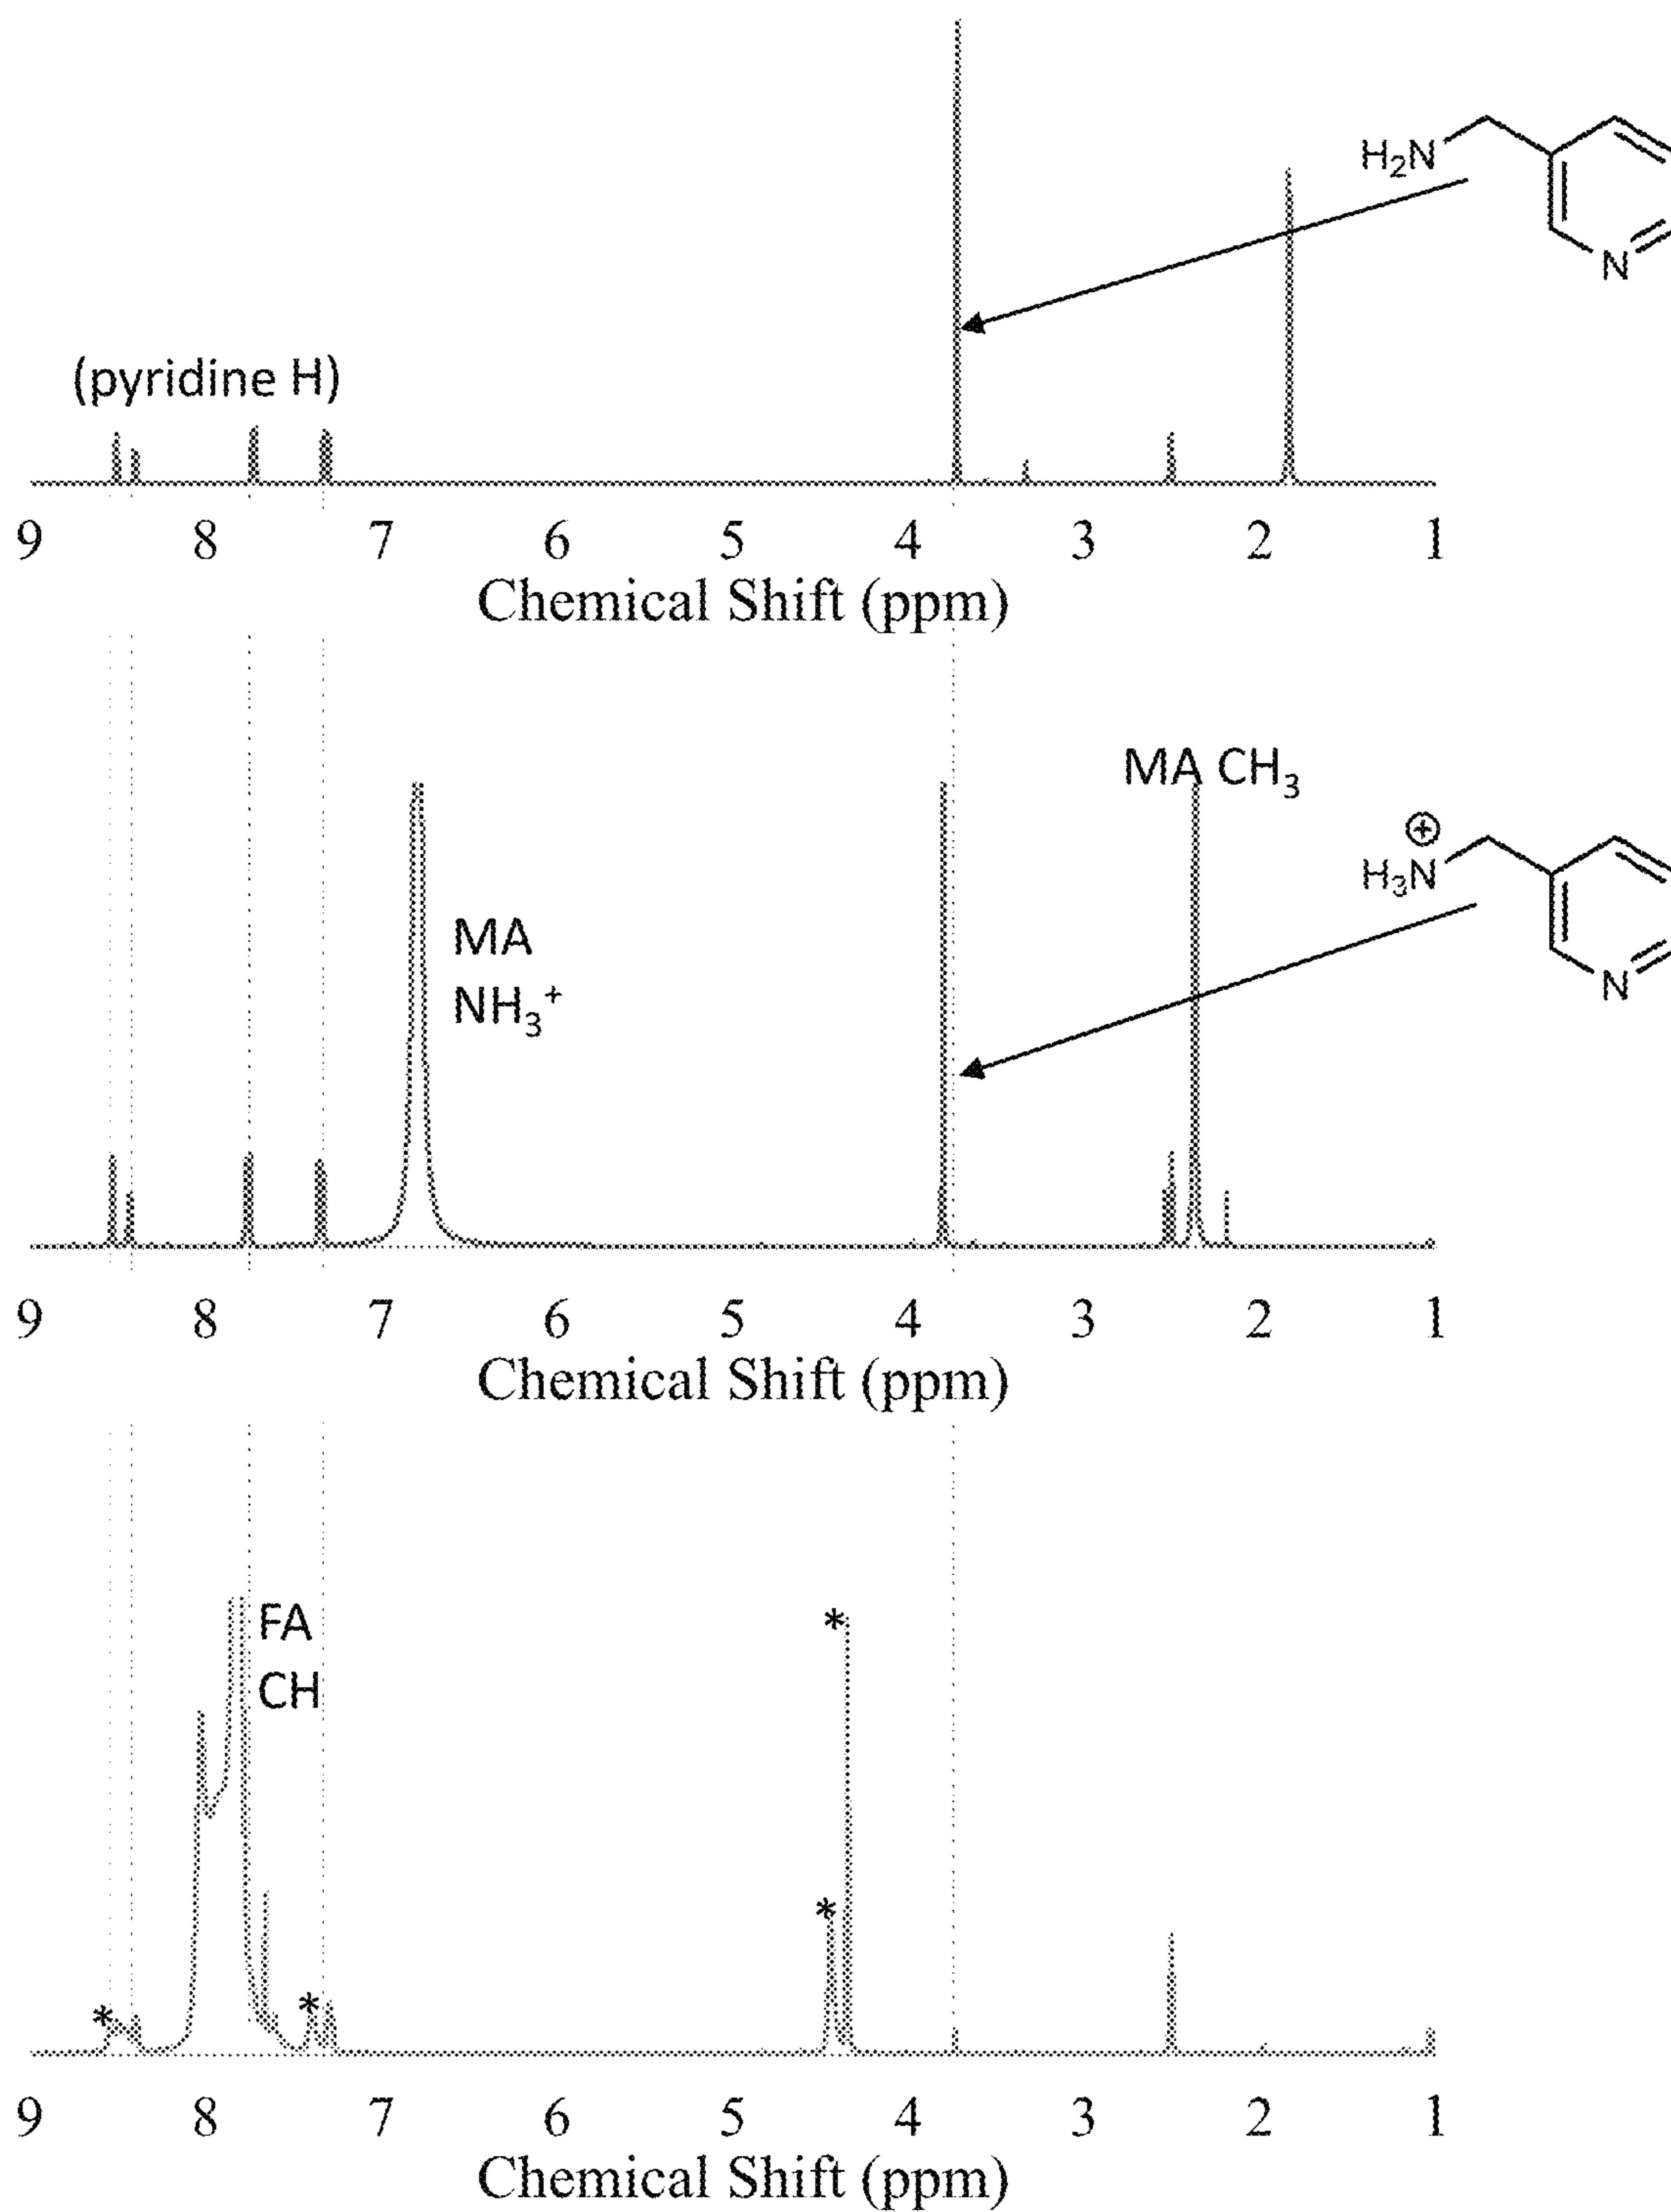 H₂N
N
(pyridine H)
9 8 7 6 5 4 3 2 1
Chemical Shift (ppm)
MA CH₃
⊕
H₃N
MA
NH₃⁺
N
9 8 7 6 5 4 3 2 1
Chemical Shift (ppm)
FA
CH
*
*
*
*
9 8 7 6 5 4 3 2 1
Chemical Shift (ppm)